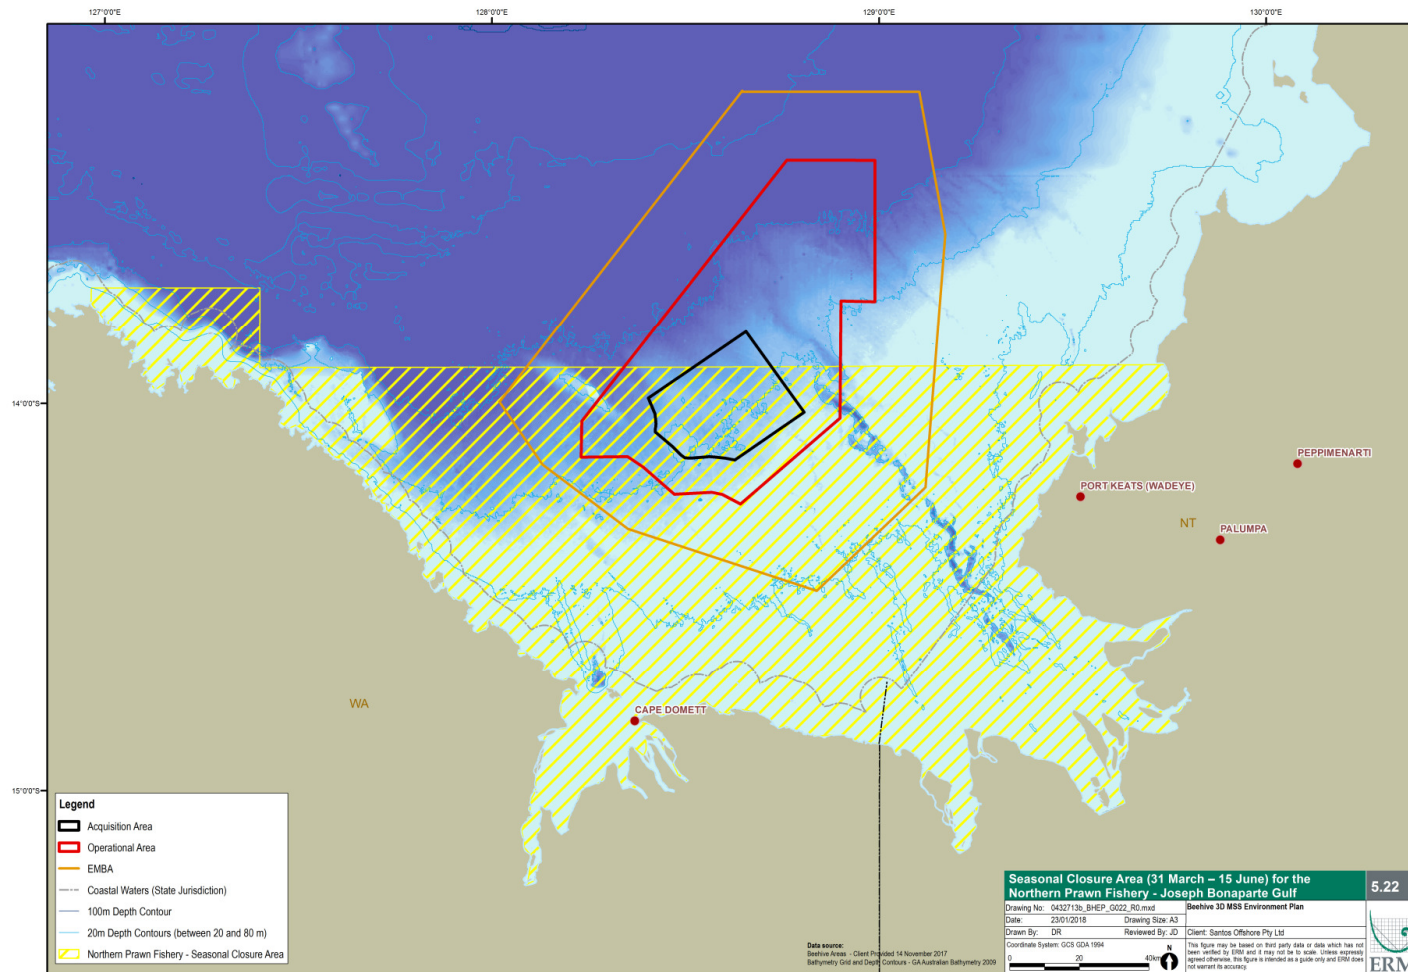 127°0'0"E
128°0'0"E
129°0'0"E
130°0'0"E
14°0'0"S
15°0'0"S
PEPPIMENARTI
PORT KEATS (WADEYE)
NT
PALUMPA
WA
CAPE DOMETT
Legend
Acquisition Area
Operational Area
EMBA
Coastal Waters (State Jurisdiction)
100m Depth Contour
20m Depth Contours (between 20 and 80 m)
Northern Prawn Fishery - Seasonal Closure Area
Data source:
Beehive Areas - Client Provided 14 November 2017
Bathymetry Grid and Depth Contours - GA Australian Bathymetry 2009
Seasonal Closure Area (31 March – 15 June) for the
Northern Prawn Fishery - Joseph Bonaparte Gulf
5.22
Drawing No: 0432713b_BHEP_G022_R0.mxd
Beehive 3D MSS Environment Plan
Date: 23/01/2018 Drawing Size: A3
Drawn By: DR Reviewed By: JD
Client: Santos Offshore Pty Ltd
Coordinate System: GCS GDA 1994
N
0 20 40km
This figure may be based on third party data or data which has not
been verified by ERM and it may not be to scale. Unless expressly
agreed otherwise, this figure is intended as a guide only and ERM does
not warrant its accuracy.
ERM